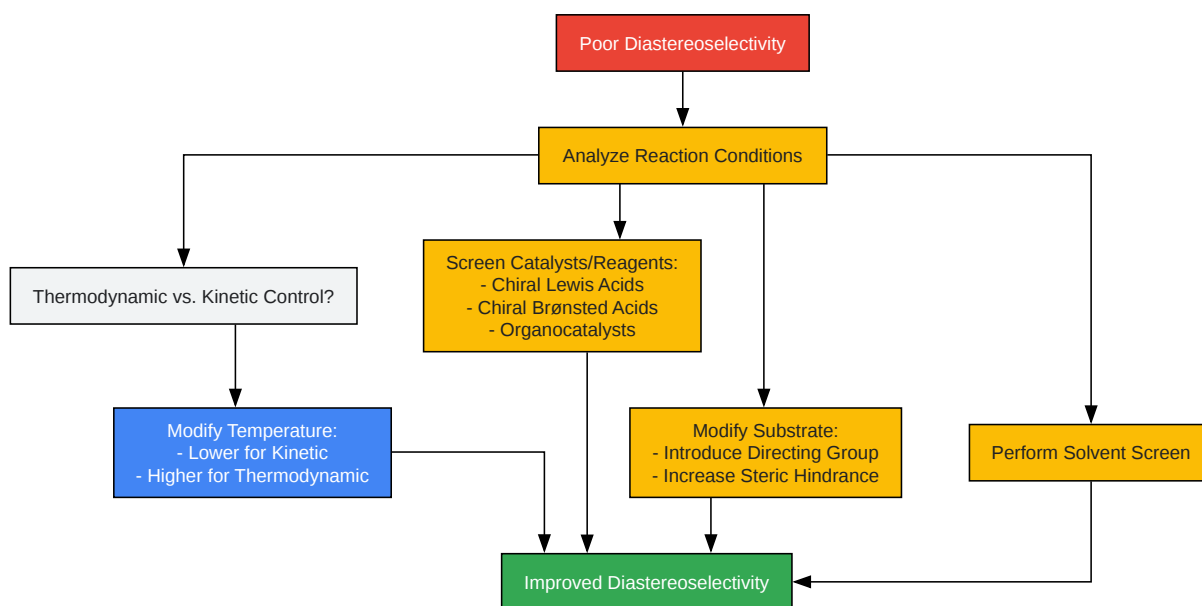 Poor Diastereoselectivity
Analyze Reaction Conditions
Screen Catalysts/Reagents:
- Chiral Lewis Acids
- Chiral Brønsted Acids
- Organocatalysts
Thermodynamic vs. Kinetic Control?
Modify Temperature:
- Lower for Kinetic
- Higher for Thermodynamic
Modify Substrate:
- Introduce Directing Group
- Increase Steric Hindrance
Perform Solvent Screen
Improved Diastereoselectivity